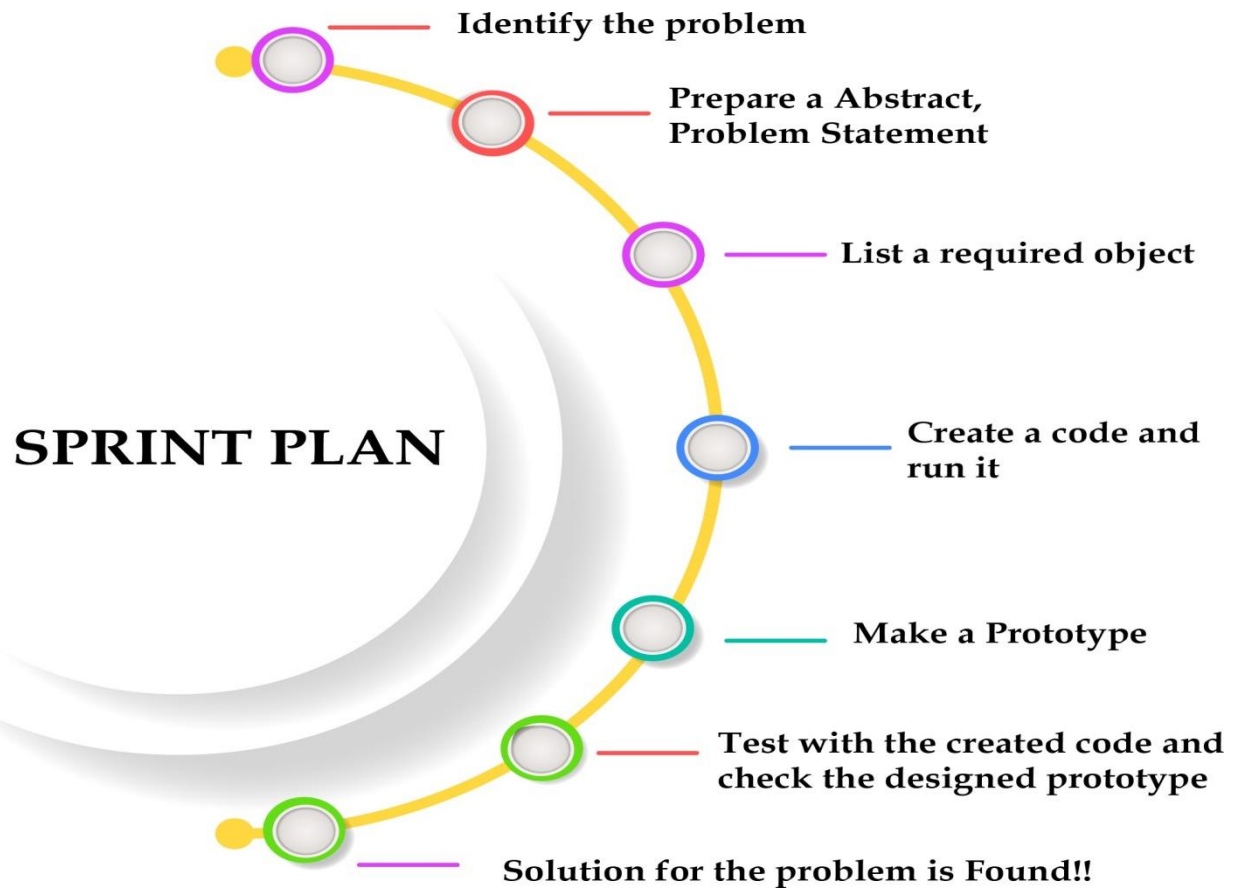 Identify the problem
Prepare a Abstract,
Problem Statement
List a required object
SPRINT PLAN
Create a code and
run it
Make a Prototype
Test with the created code and
check the designed prototype
Solution for the problem is Found!!